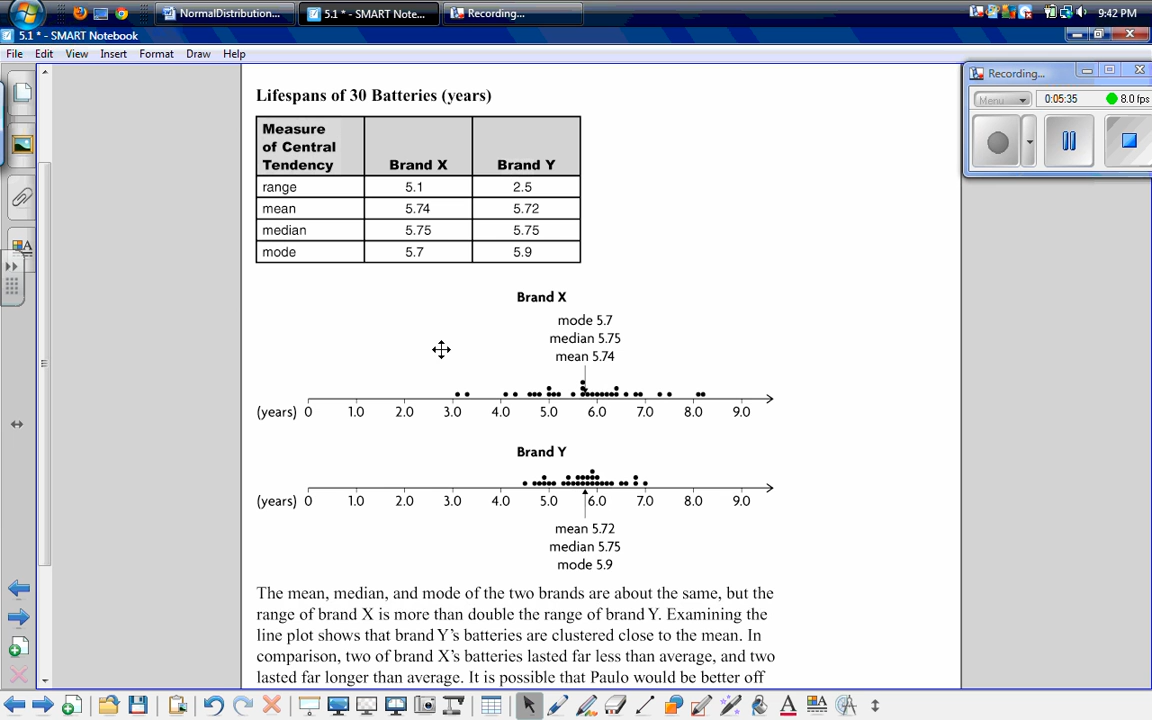 NormalDistribution...
5.1 * - SMART Note...
Recording...
9:42 PM
5.1 * - SMART Notebook
File Edit View Insert Format Draw Help
Recording...
Menu
0:05:35
8.0 fps
Lifespans of 30 Batteries (years)
Measure of Central Tendency Brand X Brand Y
range 5.1 2.5
mean 5.74 5.72
median 5.75 5.75
mode 5.7 5.9
Brand X
mode 5.7
median 5.75
mean 5.74
(years) 0 1.0 2.0 3.0 4.0 5.0 6.0 7.0 8.0 9.0
Brand Y
(years) 0 1.0 2.0 3.0 4.0 5.0 6.0 7.0 8.0 9.0
mean 5.72
median 5.75
mode 5.9
The mean, median, and mode of the two brands are about the same, but the
range of brand X is more than double the range of brand Y. Examining the
line plot shows that brand Y's batteries are clustered close to the mean. In
comparison, two of brand X's batteries lasted far less than average, and two
lasted far longer than average. It is possible that Paulo would be better off